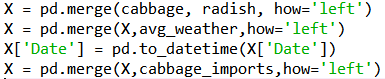 X = pd.merge(cabbage, radish, how='left')
X = pd.merge(X,avg_weather,how='left')
X['Date'] = pd.to_datetime(X['Date'])
X = pd.merge(X,cabbage_imports,how='left')